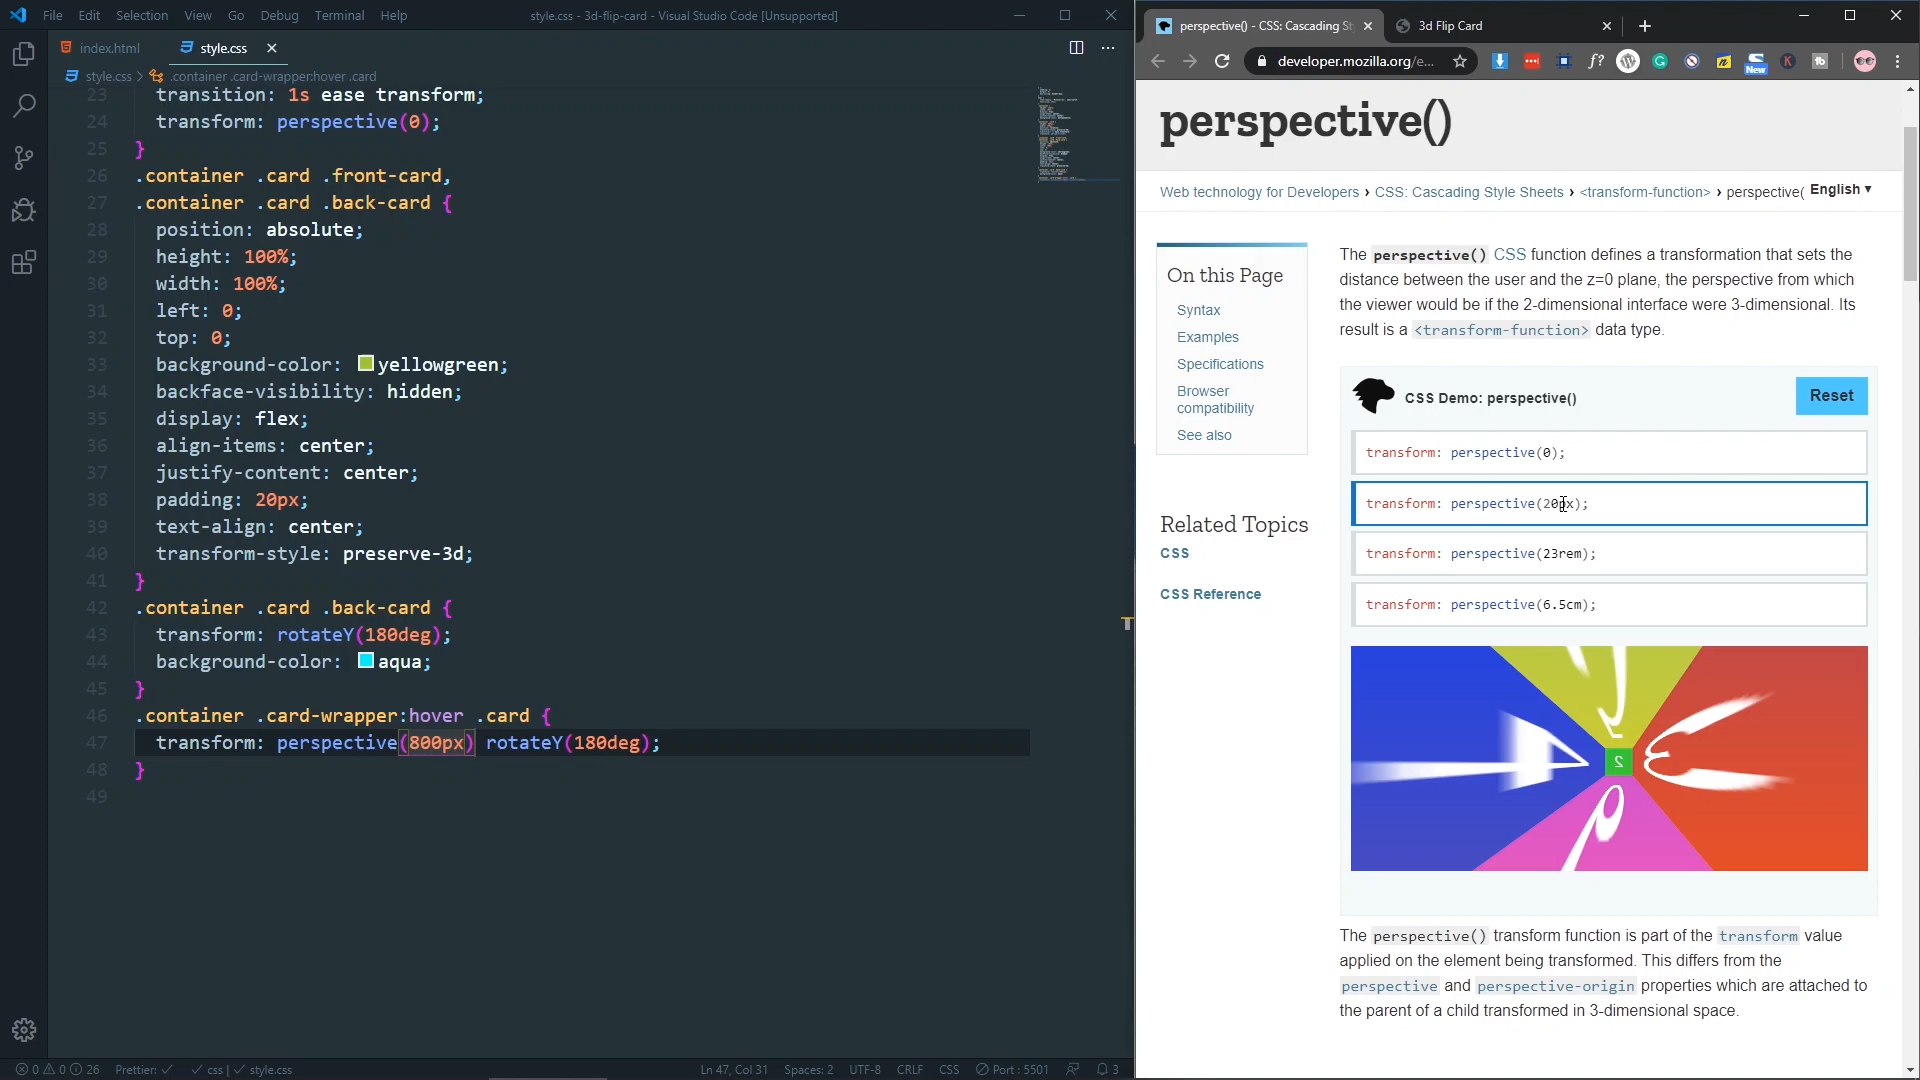 File Edit Selection View Go Debug Terminal Help
style.css - 3d-flip-card - Visual Studio Code [Unsupported]
index.html
style.css
style.css > .container .card-wrapper:hover .card
23 transition: 1s ease transform;
24 transform: perspective(0);
25 }
26 .container .card .front-card,
27 .container .card .back-card {
28 position: absolute;
29 height: 100%;
30 width: 100%;
31 left: 0;
32 top: 0;
33 background-color: yellowgreen;
34 backface-visibility: hidden;
35 display: flex;
36 align-items: center;
37 justify-content: center;
38 padding: 20px;
39 text-align: center;
40 transform-style: preserve-3d;
41 }
42 .container .card .back-card {
43 transform: rotateY(180deg);
44 background-color: aqua;
45 }
46 .container .card-wrapper:hover .card {
47 transform: perspective(800px) rotateY(180deg);
48 }
49
0 0 26 Prettier: ✓ ✓ css | ✓ style.css
Ln 47, Col 31 Spaces: 2 UTF-8 CRLF CSS Port : 5501 3
perspective() - CSS: Cascading St
3d Flip Card
developer.mozilla.org/e...
f?
New
perspective()
Web technology for Developers › CSS: Cascading Style Sheets › <transform-function> › perspective(
English ▼
On this Page
Syntax
Examples
Specifications
Browser
compatibility
See also
Related Topics
CSS
CSS Reference
The perspective() CSS function defines a transformation that sets the
distance between the user and the z=0 plane, the perspective from which
the viewer would be if the 2-dimensional interface were 3-dimensional. Its
result is a <transform-function> data type.
CSS Demo: perspective()
Reset
transform: perspective(0);
transform: perspective(20px);
transform: perspective(23rem);
transform: perspective(6.5cm);
2
The perspective() transform function is part of the transform value
applied on the element being transformed. This differs from the
perspective and perspective-origin properties which are attached to
the parent of a child transformed in 3-dimensional space.